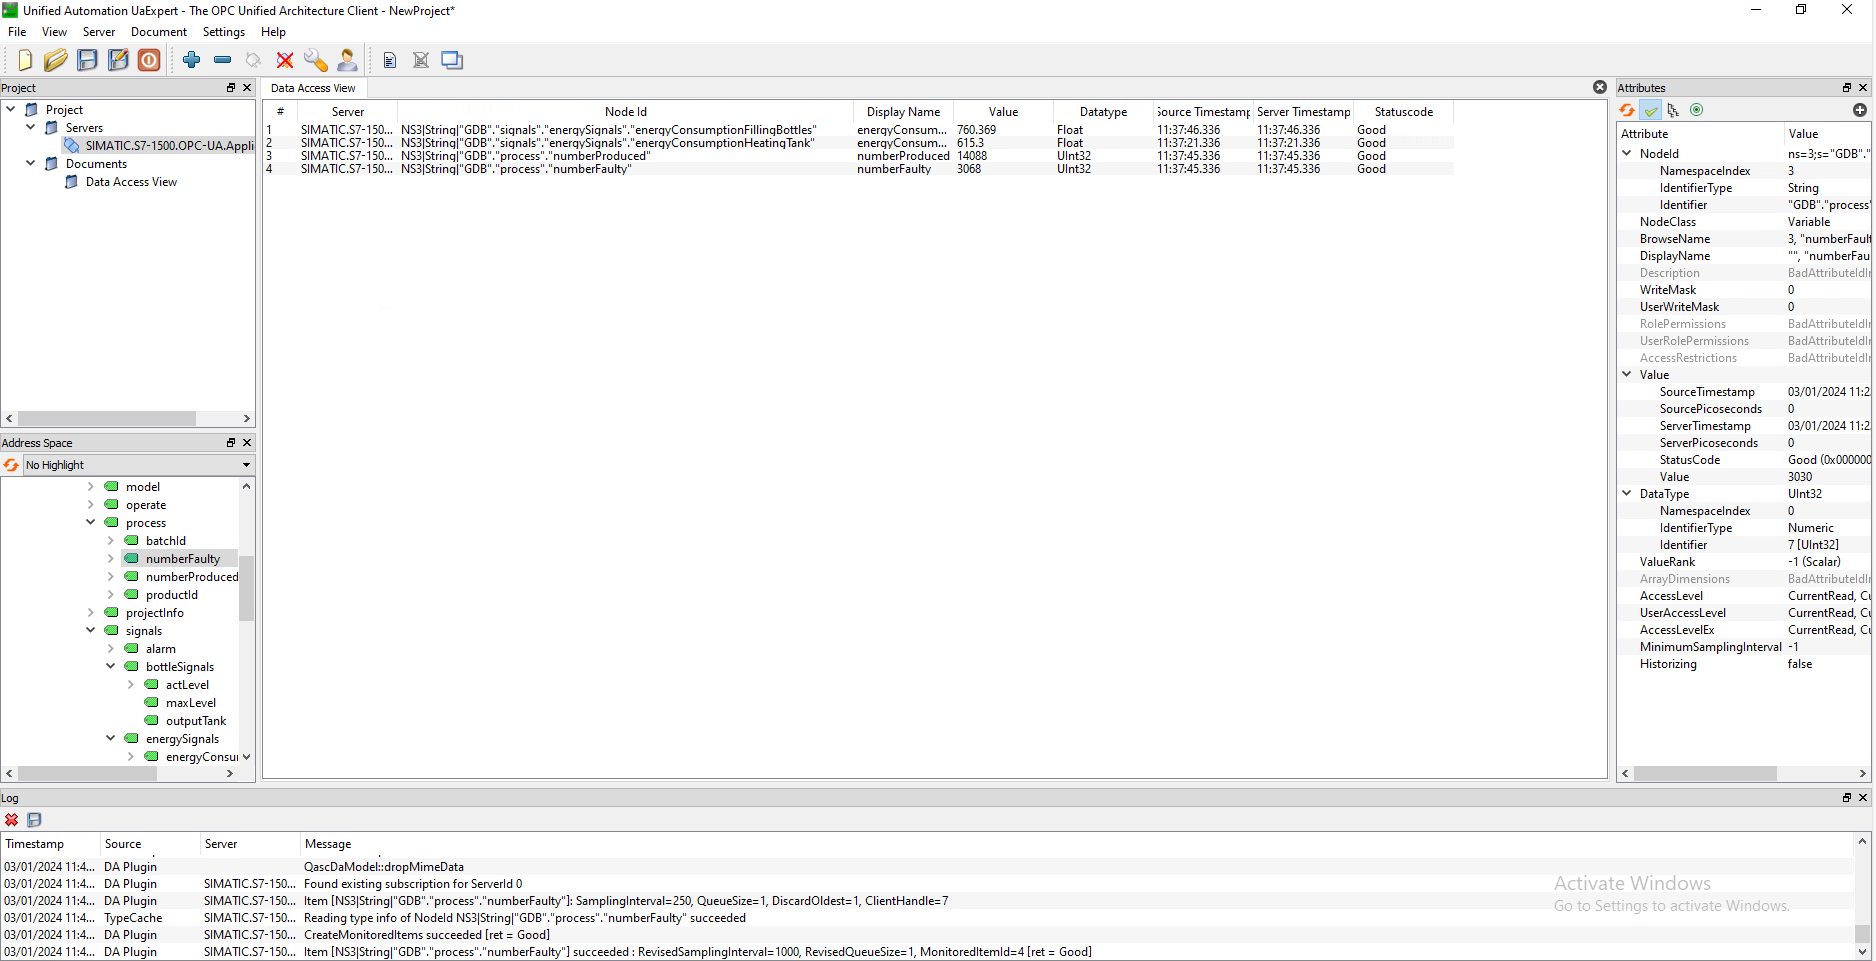 Unified Automation UaExpert - The OPC Unified Architecture Client - NewProject*
File View Server Document Settings Help
Project
Project
Servers
SIMATIC.S7-1500.OPC-UA.Appli
Documents
Data Access View
Address Space
No Highlight
model
operate
process
batchId
numberFaulty
numberProduced
productId
projectInfo
signals
alarm
bottleSignals
actLevel
maxLevel
outputTank
energySignals
energyConsu
Data Access View
# Server Node Id Display Name Value Datatype Source Timestamp Server Timestamp Statuscode
1 SIMATIC.S7-150... NS3|String|"GDB"."signals"."energySignals"."energyConsumptionFillingBottles" energyConsum... 760.369 Float 11:37:46.336 11:37:46.336 Good
2 SIMATIC.S7-150... NS3|String|"GDB"."signals"."energySignals"."energyConsumptionHeatingTank" energyConsum... 615.3 Float 11:37:21.336 11:37:21.336 Good
3 SIMATIC.S7-150... NS3|String|"GDB"."process"."numberProduced" numberProduced 14088 UInt32 11:37:45.336 11:37:45.336 Good
4 SIMATIC.S7-150... NS3|String|"GDB"."process"."numberFaulty" numberFaulty 3068 UInt32 11:37:45.336 11:37:45.336 Good
Attributes
Attribute Value
NodeId ns=3;s="GDB"."
NamespaceIndex 3
IdentifierType String
Identifier "GDB"."process"
NodeClass Variable
BrowseName 3, "numberFault
DisplayName "", "numberFau
Description BadAttributeIdIn
WriteMask 0
UserWriteMask 0
RolePermissions BadAttributeIdIn
UserRolePermissions BadAttributeIdIn
AccessRestrictions BadAttributeIdIn
Value
SourceTimestamp 03/01/2024 11:2
SourcePicoseconds 0
ServerTimestamp 03/01/2024 11:2
ServerPicoseconds 0
StatusCode Good (0x000000
Value 3030
DataType UInt32
NamespaceIndex 0
IdentifierType Numeric
Identifier 7 [UInt32]
ValueRank -1 (Scalar)
ArrayDimensions BadAttributeIdIn
AccessLevel CurrentRead, Cu
UserAccessLevel CurrentRead, Cu
AccessLevelEx CurrentRead, Cu
MinimumSamplingInterval -1
Historizing false
Log
Timestamp Source Server Message
03/01/2024 11:4... DA Plugin QascDaModel::dropMimeData
03/01/2024 11:4... DA Plugin SIMATIC.S7-150... Found existing subscription for ServerId 0
03/01/2024 11:4... DA Plugin SIMATIC.S7-150... Item [NS3|String|"GDB"."process"."numberFaulty"]: SamplingInterval=250, QueueSize=1, DiscardOldest=1, ClientHandle=7
03/01/2024 11:4... TypeCache SIMATIC.S7-150... Reading type info of NodeId NS3|String|"GDB"."process"."numberFaulty" succeeded
03/01/2024 11:4... DA Plugin SIMATIC.S7-150... CreateMonitoredItems succeeded [ret = Good]
03/01/2024 11:4... DA Plugin SIMATIC.S7-150... Item [NS3|String|"GDB"."process"."numberFaulty"] succeeded : RevisedSamplingInterval=1000, RevisedQueueSize=1, MonitoredItemId=4 [ret = Good]
Activate Windows
Go to Settings to activate Windows.